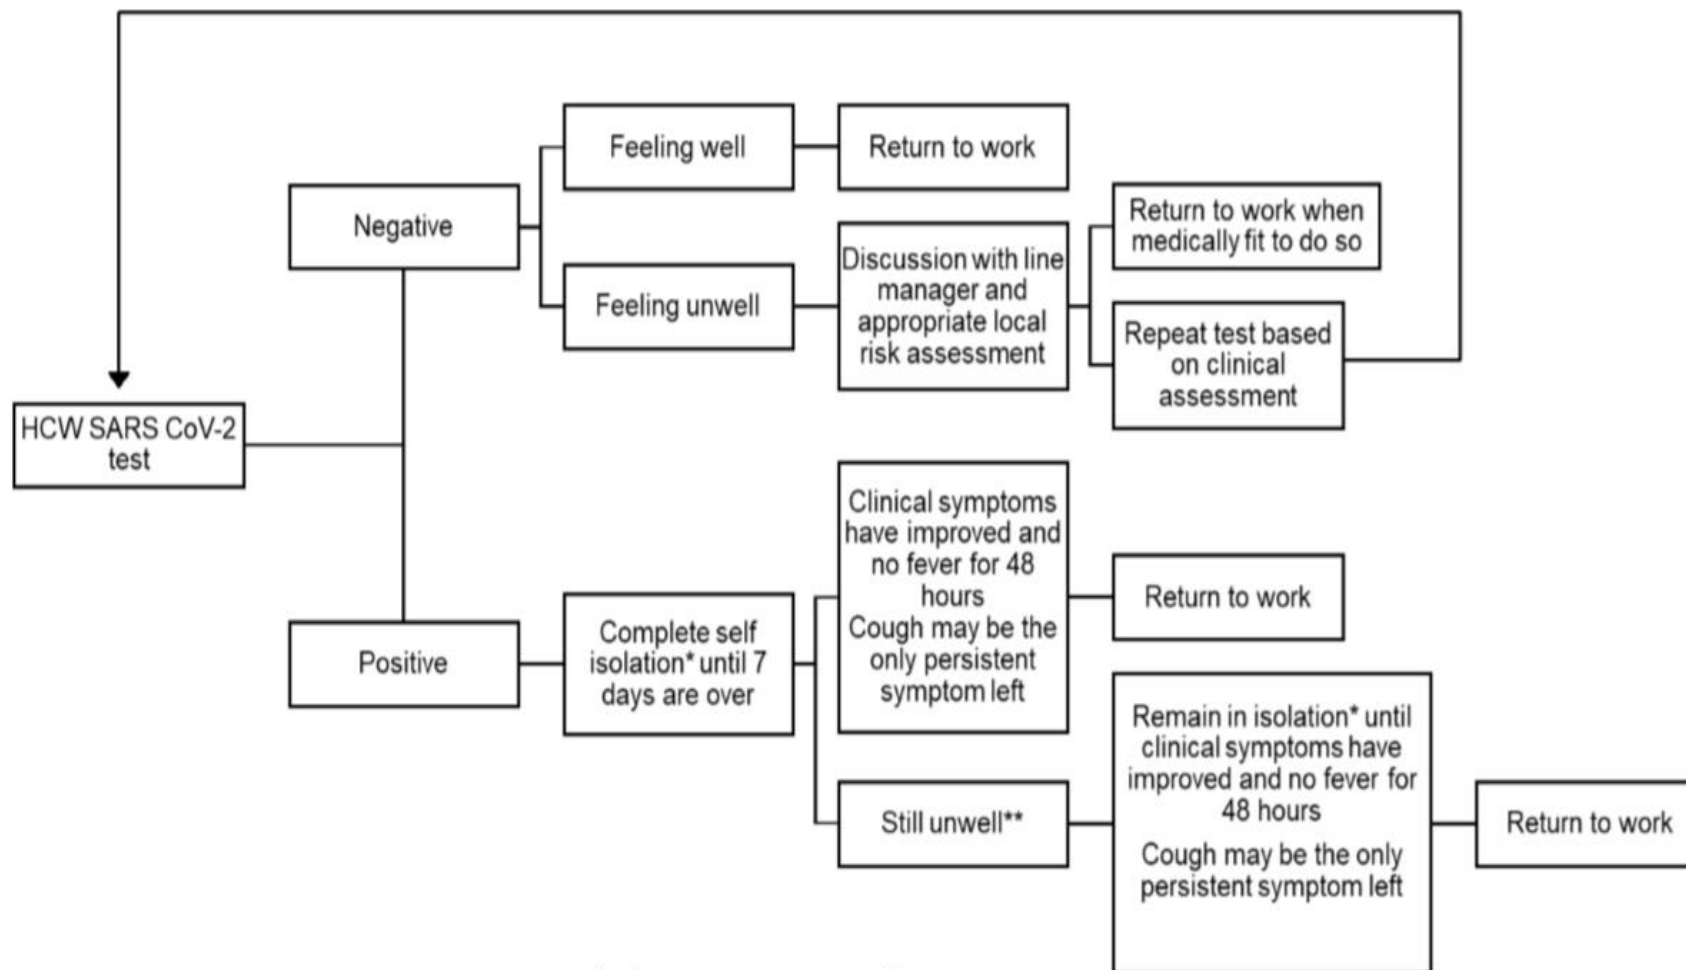 Feeling well
Return to work
Negative
Return to work when
medically fit to do so
Discussion with line
manager and
appropriate local
risk assessment
Feeling unwell
Repeat test based
on clinical
assessment
HCW SARS CoV-2
test
Clinical symptoms
have improved and
no fever for 48
hours
Cough may be the
only persistent
symptom left
Return to work
Positive
Complete self
isolation* until 7
days are over
Remain in isolation* until
clinical symptoms have
improved and no fever for
48 hours
Cough may be the only
persistent symptom left
Still unwell**
Return to work